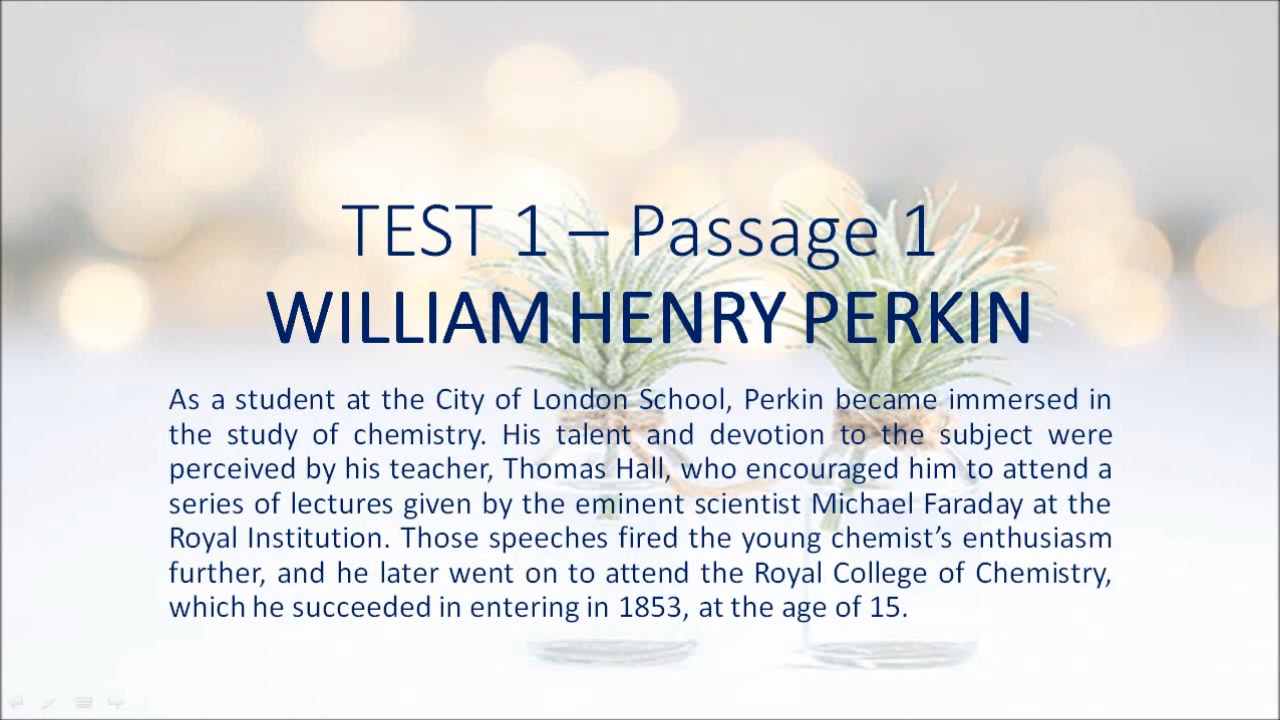 TEST 1 – Passage 1
WILLIAM HENRY PERKIN
As a student at the City of London School, Perkin became immersed in
the study of chemistry. His talent and devotion to the subject were
perceived by his teacher, Thomas Hall, who encouraged him to attend a
series of lectures given by the eminent scientist Michael Faraday at the
Royal Institution. Those speeches fired the young chemist’s enthusiasm
further, and he later went on to attend the Royal College of Chemistry,
which he succeeded in entering in 1853, at the age of 15.